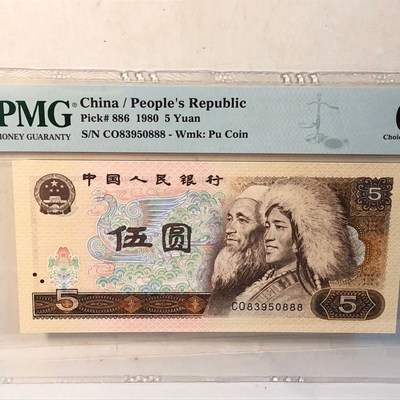 PMG
MONEY GUARANTY
China / People's Republic
Pick# 886 1980 5 Yuan
S/N CO83950888 - Wmk: Pu Coin
Choice
中国人民银行
5
伍圆
5
CO83950888
5